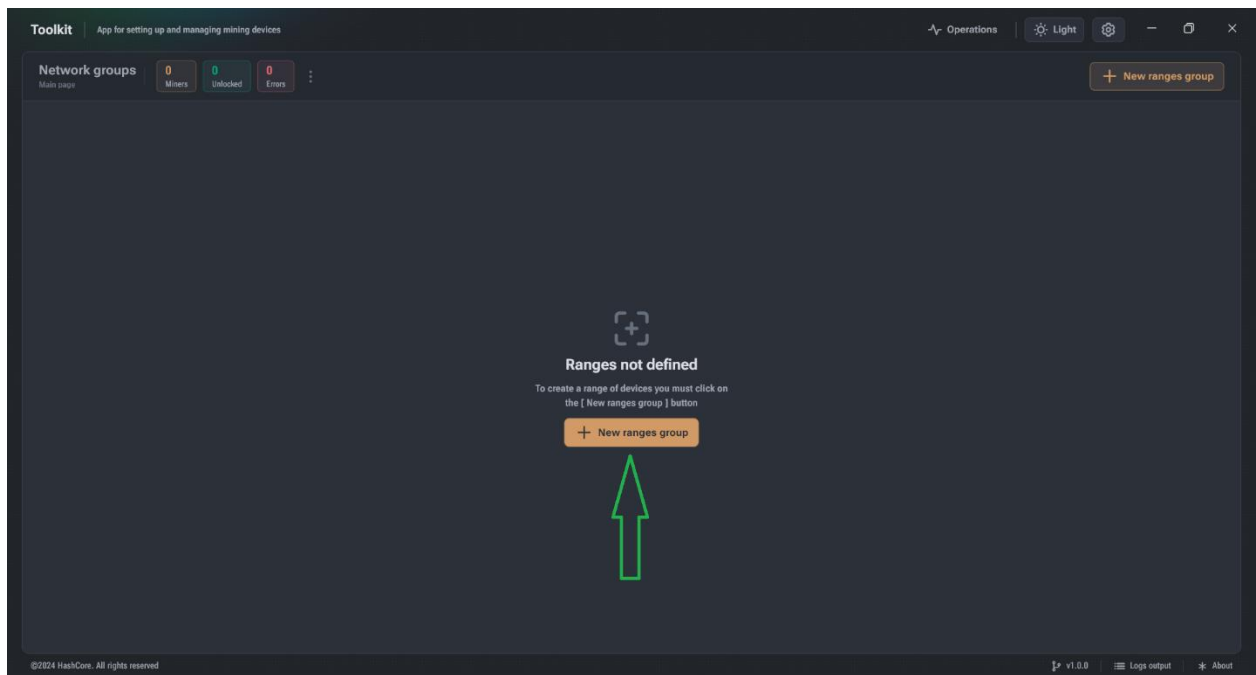 Toolkit App for setting up and managing mining devices Operations Light
Network groups
Main page
0 Miners
0 Unlocked
0 Errors
New ranges group
Ranges not defined
To create a range of devices you must click on
the [ New ranges group ] button
New ranges group
©2024 HashCore. All rights reserved v1.0.0 Logs output About